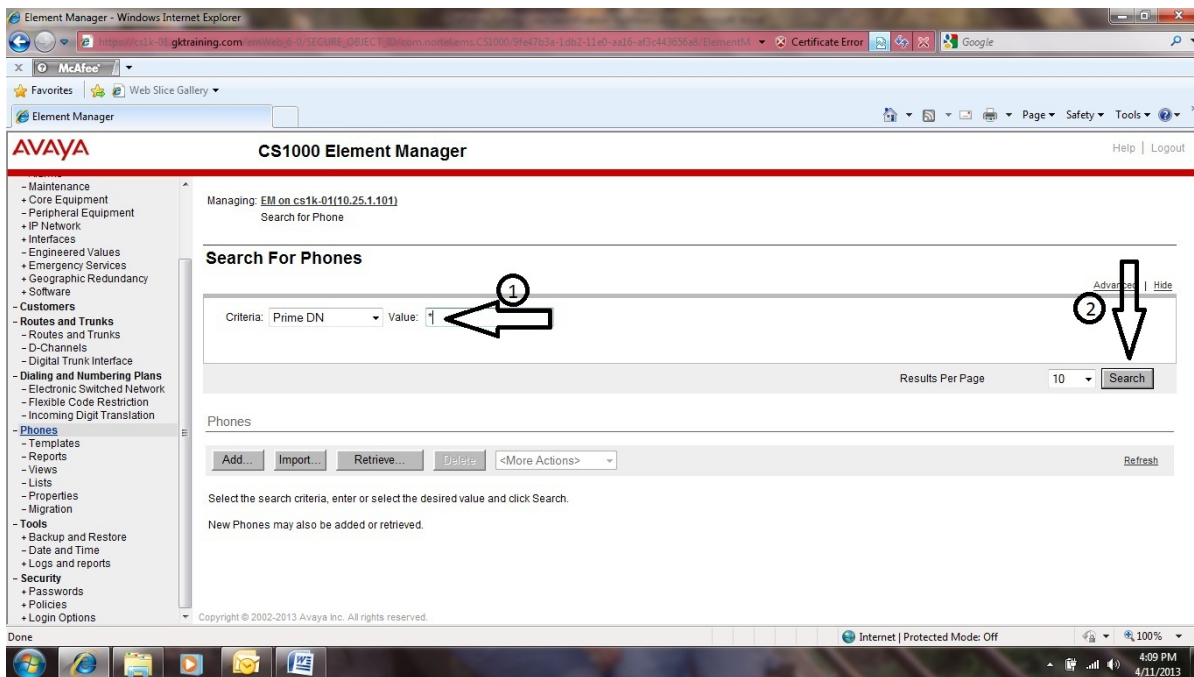 Element Manager - Windows Internet Explorer
gktraining.com
Certificate Error
Google
X McAfee
Favorites Web Slice Gallery
Element Manager
Page Safety Tools
AVAYA
CS1000 Element Manager
Help | Logout
- Maintenance
+ Core Equipment
- Peripheral Equipment
+ IP Network
+ Interfaces
- Engineered Values
+ Emergency Services
+ Geographic Redundancy
+ Software
- Customers
- Routes and Trunks
- Routes and Trunks
- D-Channels
- Digital Trunk Interface
- Dialing and Numbering Plans
- Electronic Switched Network
- Flexible Code Restriction
- Incoming Digit Translation
- Phones
- Templates
- Reports
- Views
- Lists
- Properties
- Migration
- Tools
+ Backup and Restore
- Date and Time
+ Logs and reports
- Security
+ Passwords
+ Policies
+ Login Options
Managing: EM on cs1k-01(10.25.1.101)
Search for Phone
Search For Phones
Advanced | Hide
1
2
Criteria: Prime DN Value: *
Results Per Page 10 Search
Phones
Add... Import... Retrieve... Delete <More Actions>
Refresh
Select the search criteria, enter or select the desired value and click Search.
New Phones may also be added or retrieved.
Copyright © 2002-2013 Avaya Inc. All rights reserved.
Done
Internet | Protected Mode: Off
100%
4:09 PM
4/11/2013